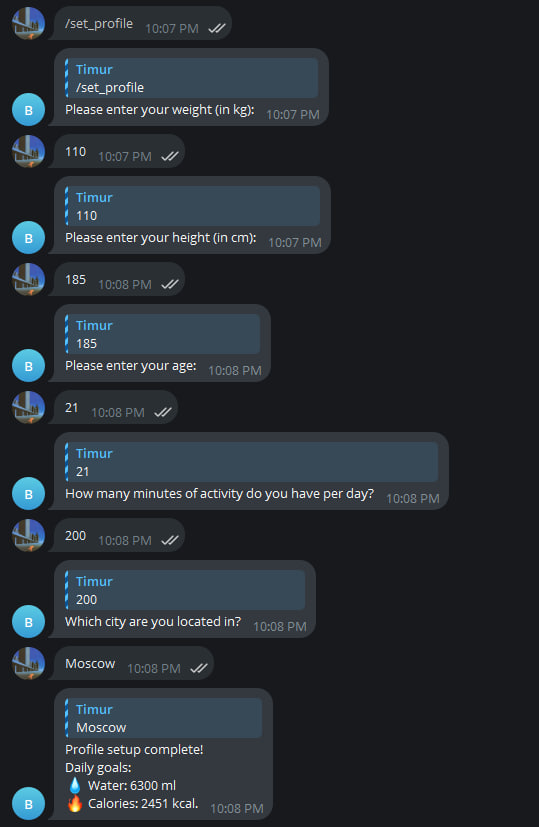 /set_profile 10:07 PM
Timur
/set_profile
B
Please enter your weight (in kg): 10:07 PM
110 10:07 PM
Timur
110
B
Please enter your height (in cm): 10:07 PM
185 10:08 PM
Timur
185
B
Please enter your age: 10:08 PM
21 10:08 PM
Timur
21
B
How many minutes of activity do you have per day? 10:08 PM
200 10:08 PM
Timur
200
B
Which city are you located in? 10:08 PM
Moscow 10:08 PM
Timur
Moscow
Profile setup complete!
Daily goals:
💧 Water: 6300 ml
B
🔥 Calories: 2451 kcal. 10:08 PM